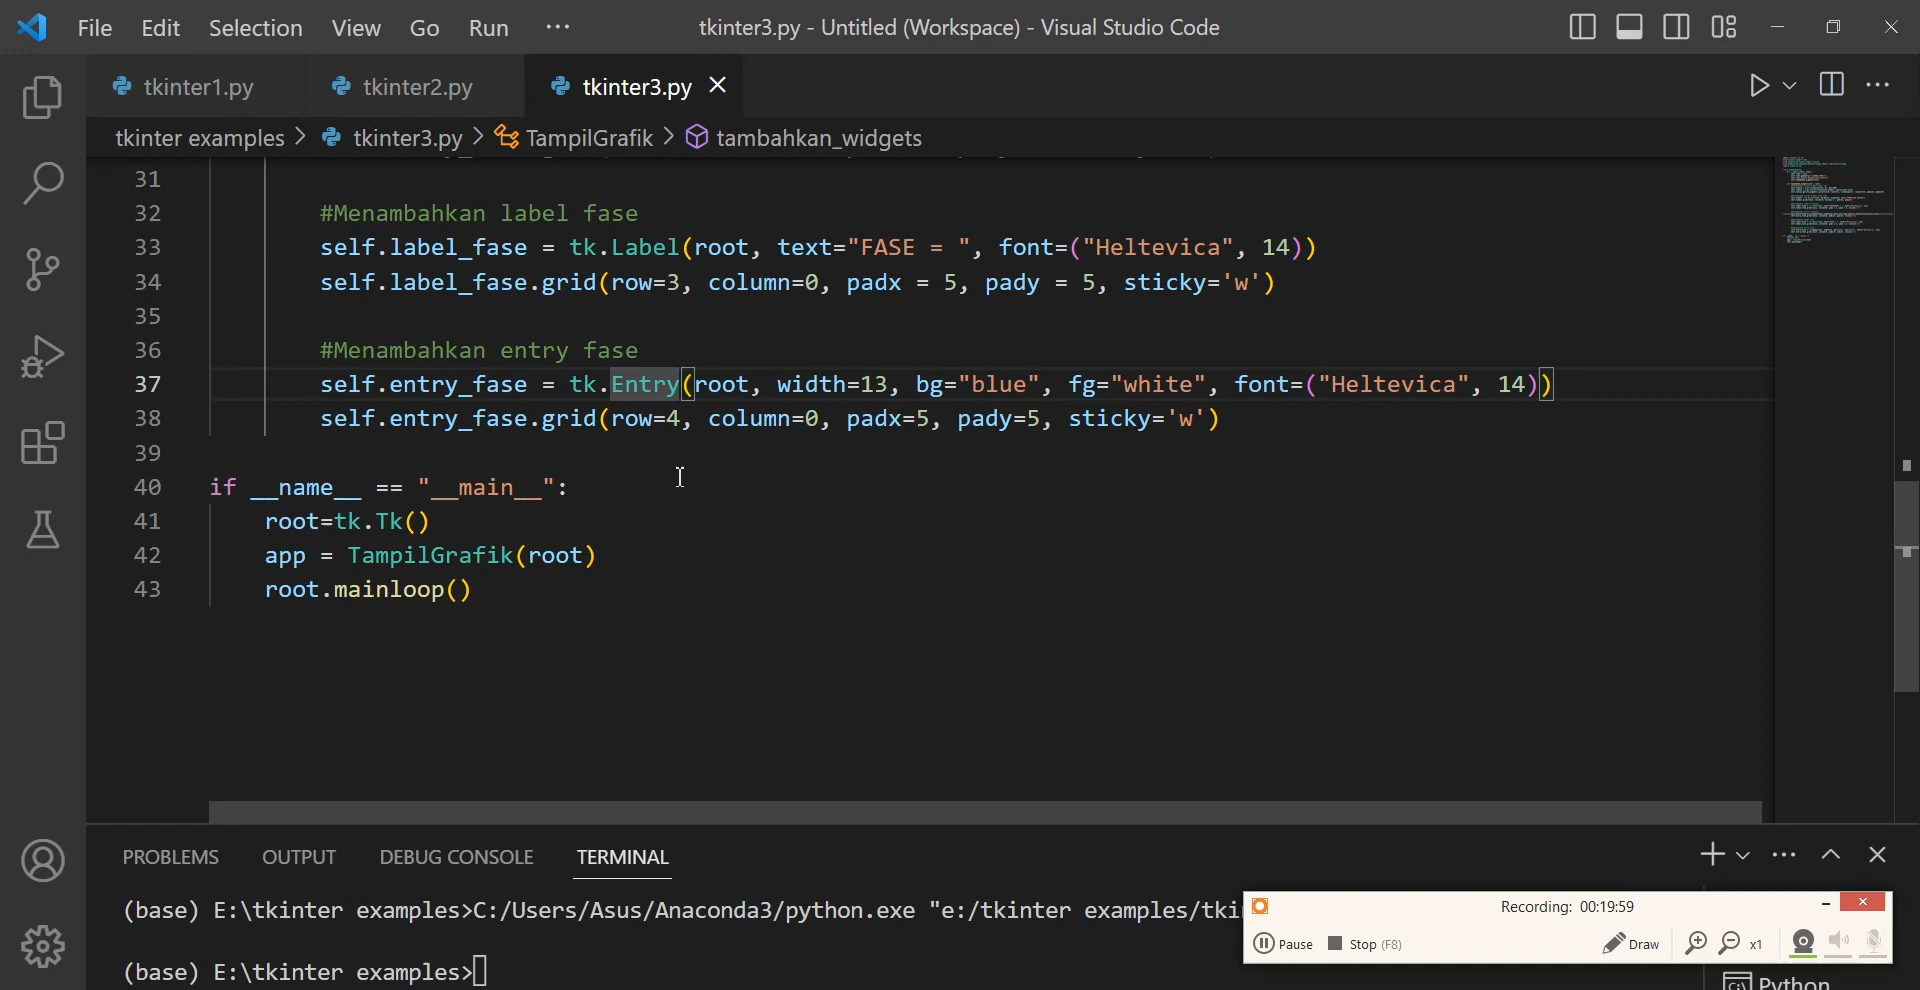 File Edit Selection View Go Run ··· tkinter3.py - Untitled (Workspace) - Visual Studio Code
tkinter1.py tkinter2.py tkinter3.py
tkinter examples > tkinter3.py > TampilGrafik > tambahkan_widgets
31
32 #Menambahkan label fase
33 self.label_fase = tk.Label(root, text="FASE = ", font=("Heltevica", 14))
34 self.label_fase.grid(row=3, column=0, padx = 5, pady = 5, sticky='w')
35
36 #Menambahkan entry fase
37 self.entry_fase = tk.Entry(root, width=13, bg="blue", fg="white", font=("Heltevica", 14))
38 self.entry_fase.grid(row=4, column=0, padx=5, pady=5, sticky='w')
39
40 if __name__ == "__main__":
41 root=tk.Tk()
42 app = TampilGrafik(root)
43 root.mainloop()
PROBLEMS OUTPUT DEBUG CONSOLE TERMINAL
(base) E:\tkinter examples>C:/Users/Asus/Anaconda3/python.exe "e:/tkinter examples/tki
(base) E:\tkinter examples>
Recording: 00:19:59
Pause Stop (F8) Draw x1
Python